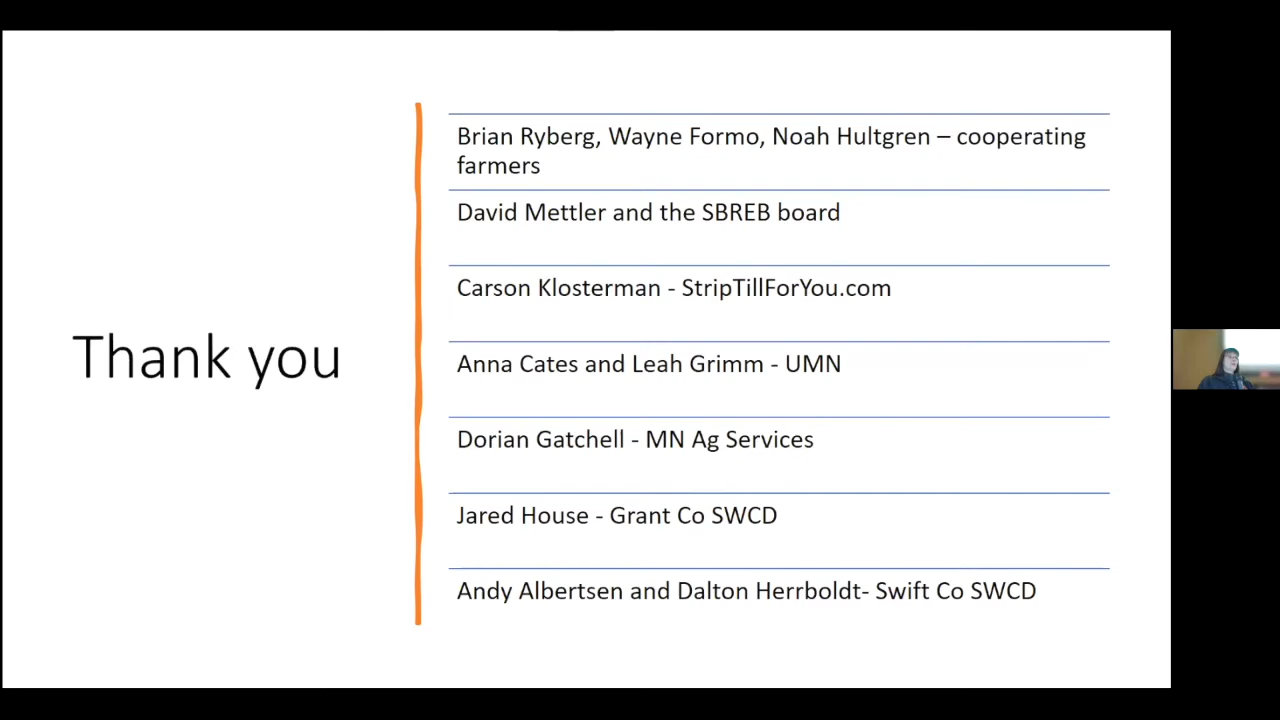 Thank you
Brian Ryberg, Wayne Formo, Noah Hultgren – cooperating
farmers
David Mettler and the SBREB board
Carson Klosterman - StripTillForYou.com
Anna Cates and Leah Grimm - UMN
Dorian Gatchell - MN Ag Services
Jared House - Grant Co SWCD
Andy Albertsen and Dalton Herrboldt- Swift Co SWCD